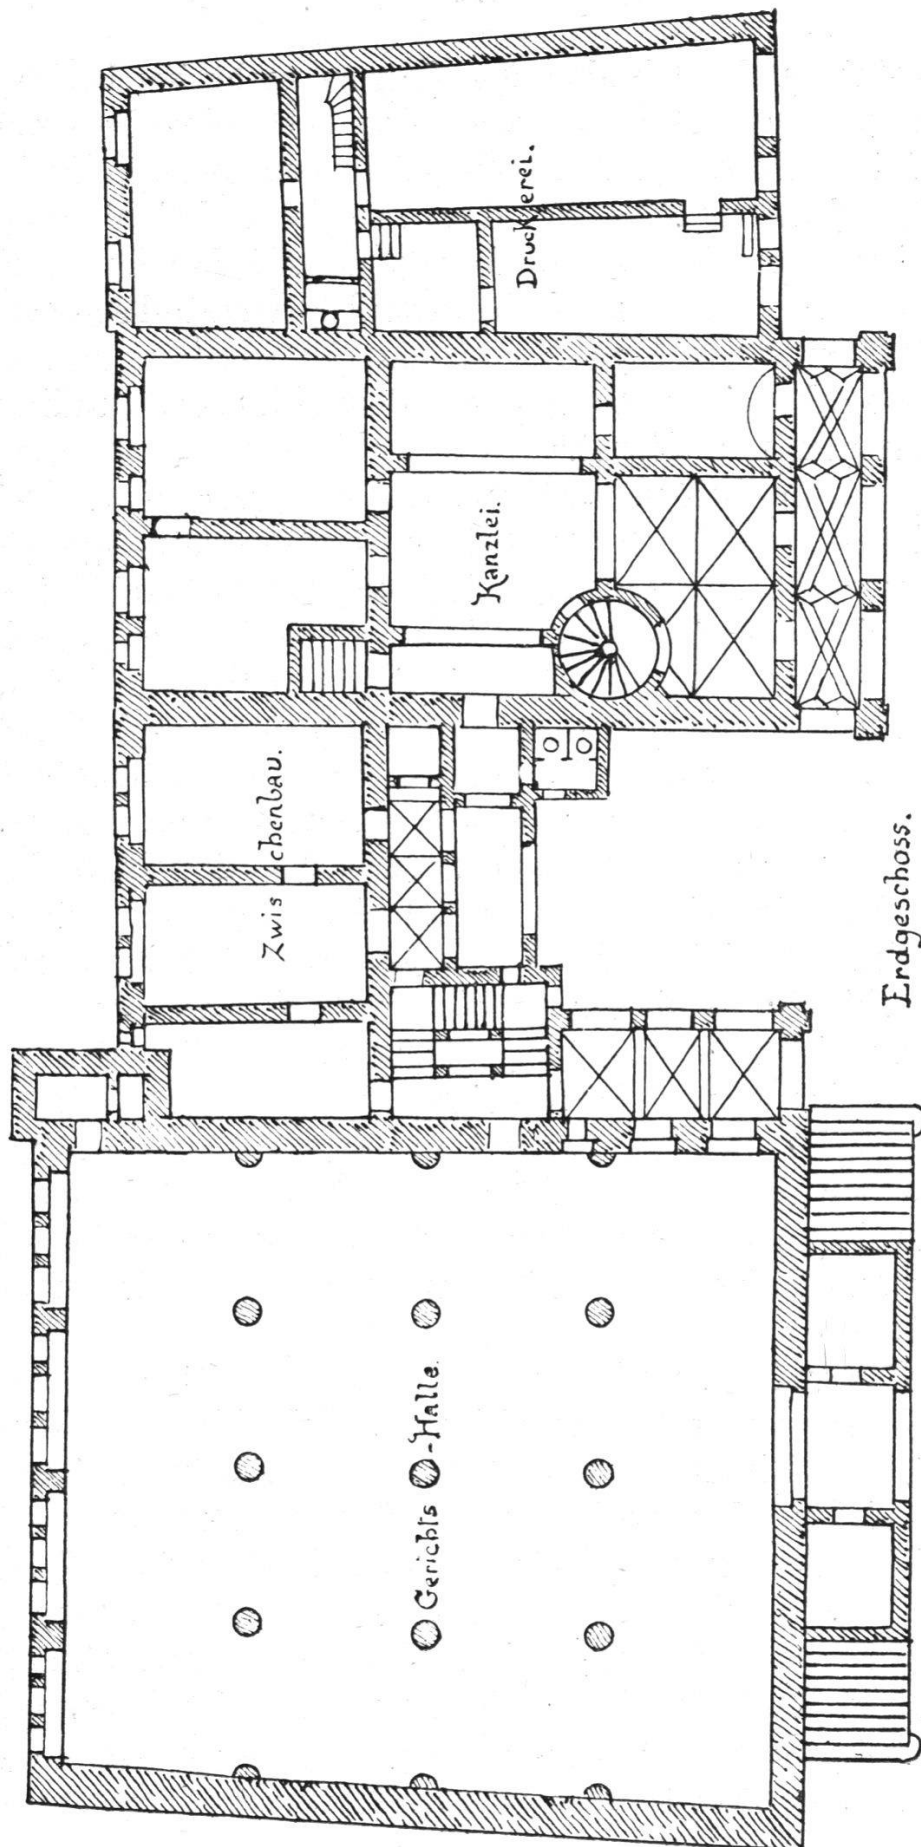 Gerichts-Halle.
Zwischenbau.
Kanzlei.
Druckerei.
Erdgeschoss.